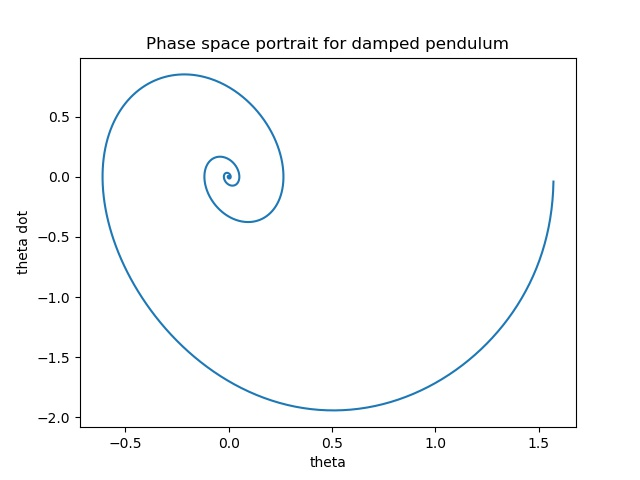 Phase space portrait for damped pendulum
theta dot
0.5
0.0
−0.5
−1.0
−1.5
−2.0
−0.5 0.0 0.5 1.0 1.5
theta